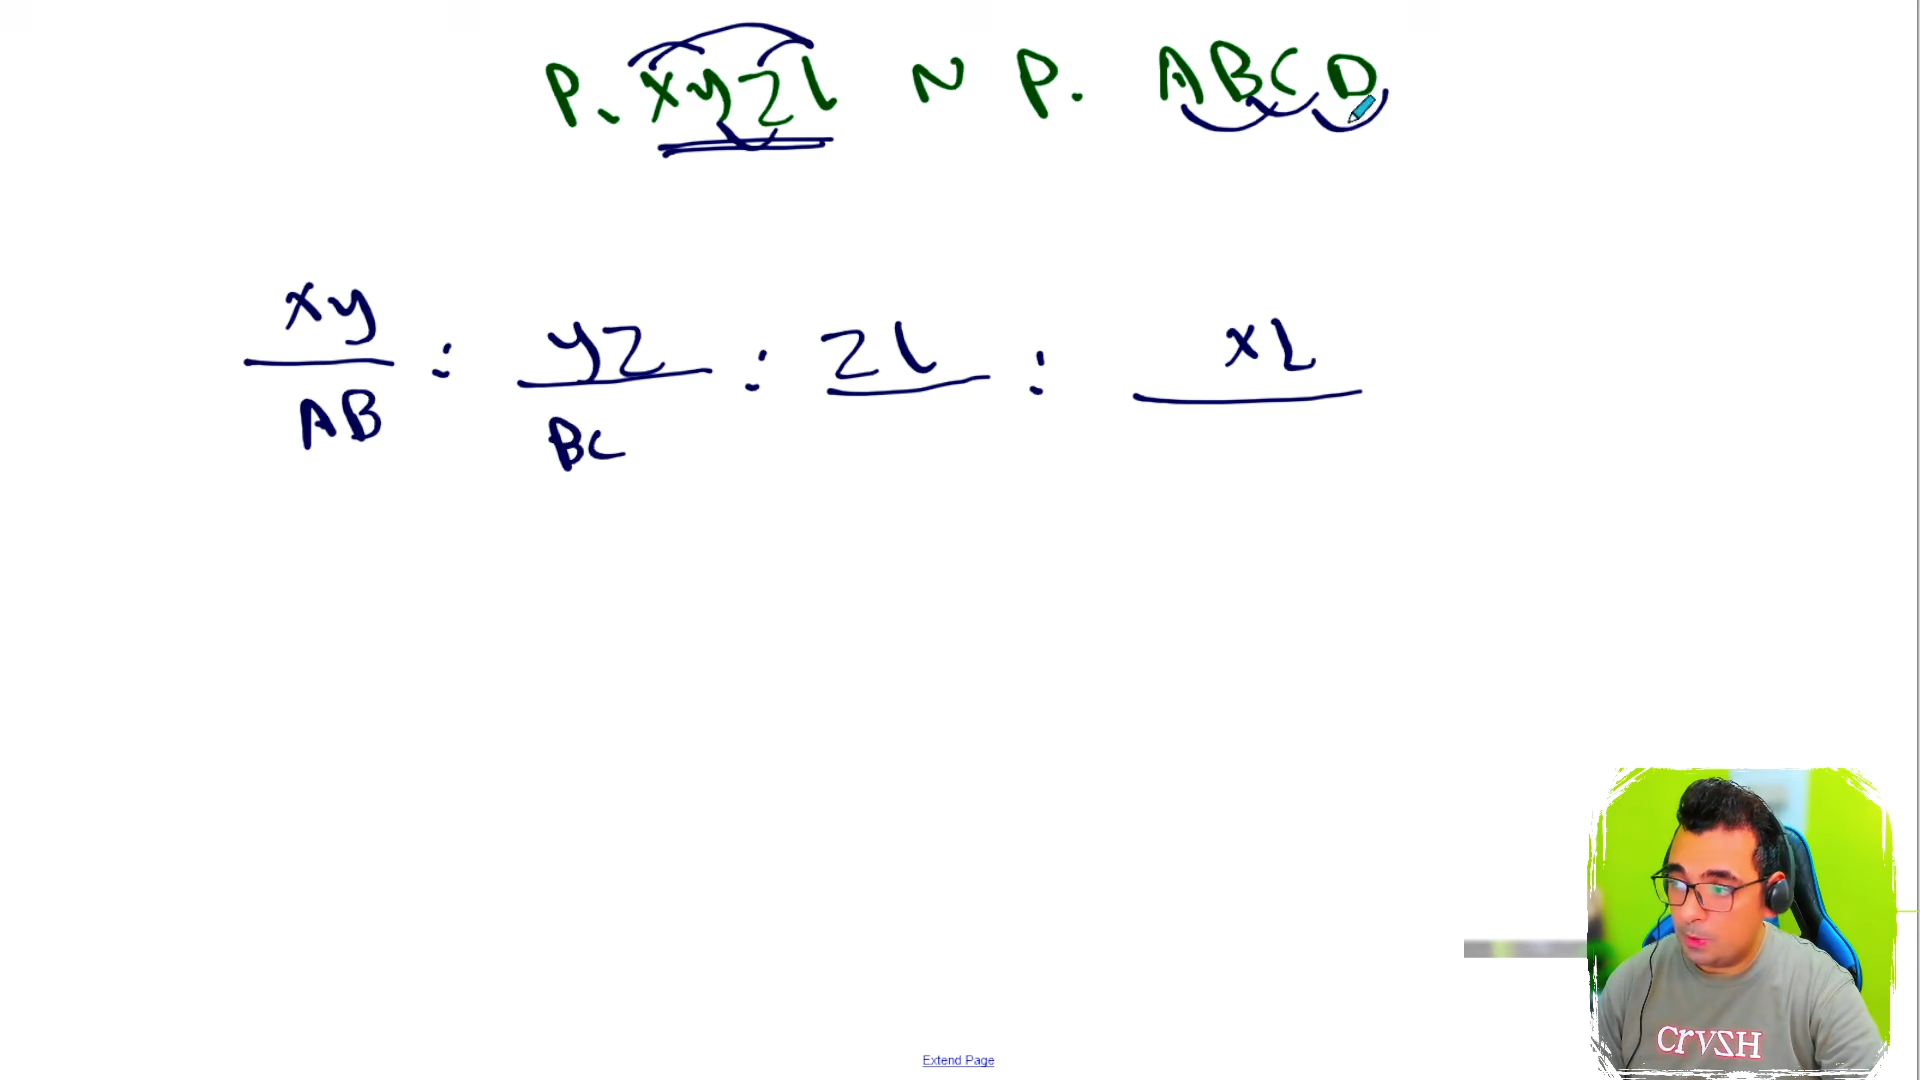 P. xyzl ~ P. ABCD
xy : yz : zl : xL
AB BC
CrVSH
Extend Page